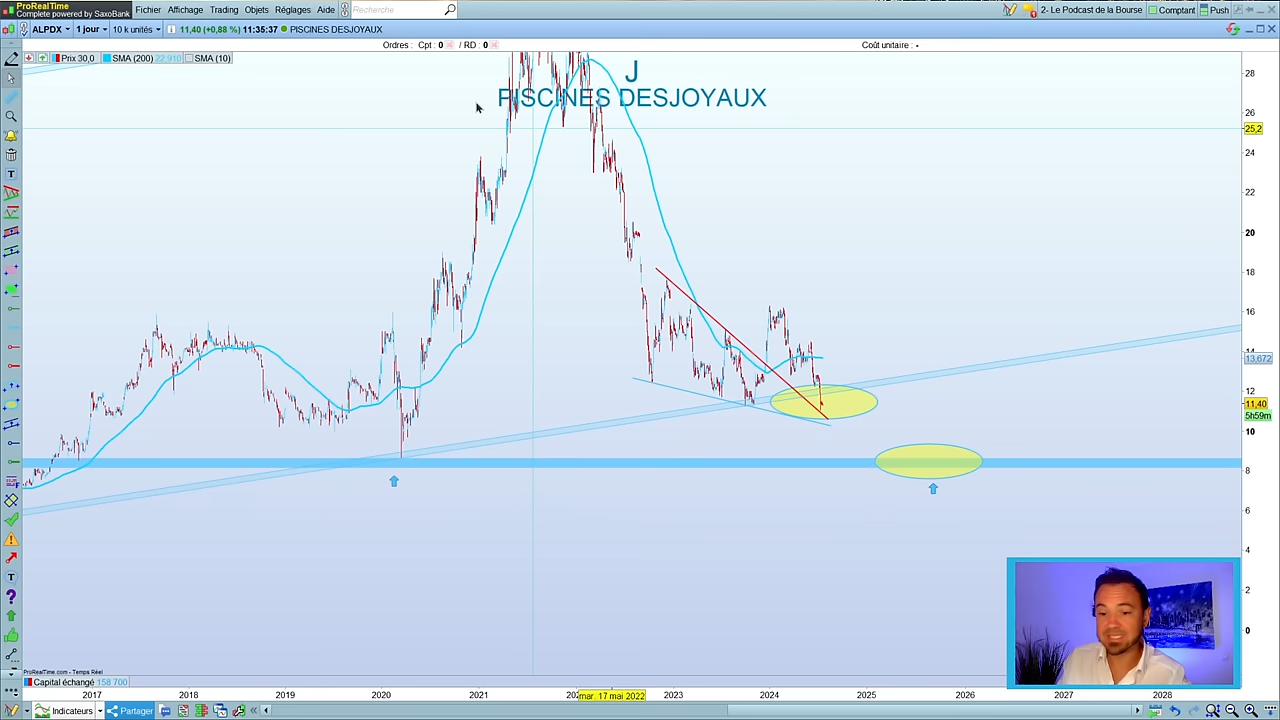 ProRealTime
Complete powered by SaxoBank
Fichier Affichage Trading Objets Réglages Aide
Recherche
2- Le Podcast de la Bourse
Comptant
Push
ALPDX 1 jour 10 k unités
11,40 (+0,88 %) 11:35:37 PISCINES DESJOYAUX
Ordres : Cpt : 0 / RD : 0
Coût unitaire : -
Prix 30,0 SMA (200) 22,910 SMA (10)
J
PISCINES DESJOYAUX
28
26
25,2
24
22
20
18
16
14
13,672
12
11,40
5h59m
10
8
6
4
2
0
ProRealTime.com - Temps Réel
Capital échangé 158 700
2017 2018 2019 2020 2021 mar. 17 mai 2022 2023 2024 2025 2026 2027 2028
Indicateurs
Partager